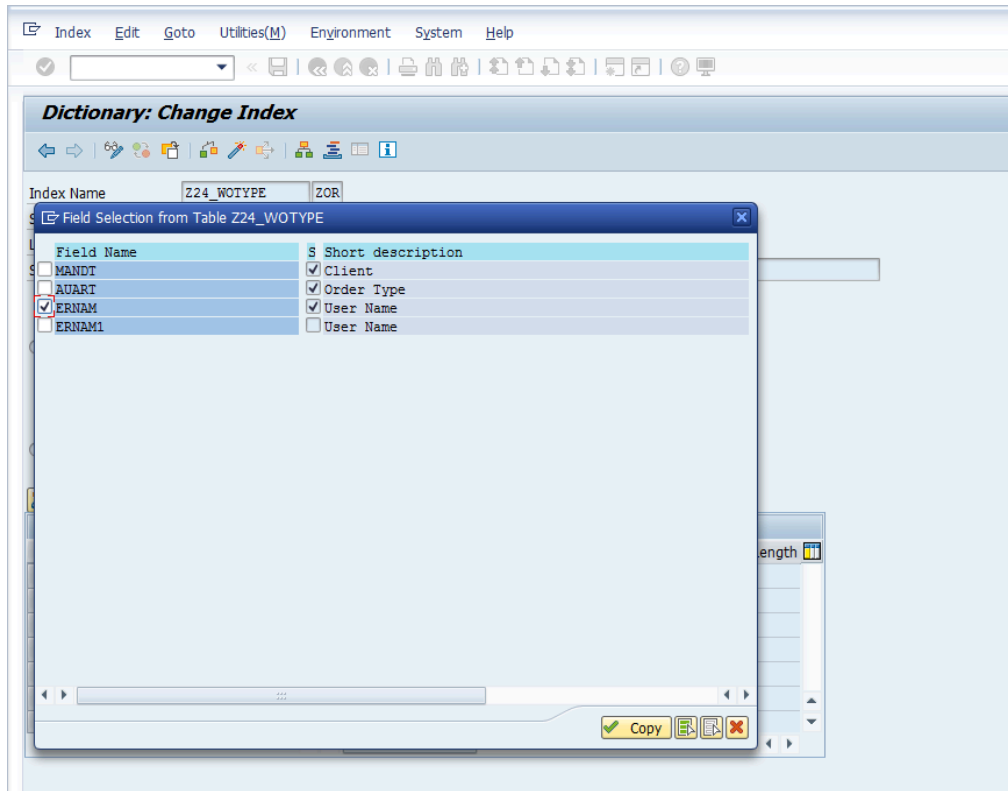 Index Edit Goto Utilities(M) Environment System Help
Dictionary: Change Index
Index Name Z24_WOTYPE ZOR
Field Selection from Table Z24_WOTYPE
Field Name S Short description
MANDT Client
AUART Order Type
ERNAM User Name
ERNAM1 User Name
Copy